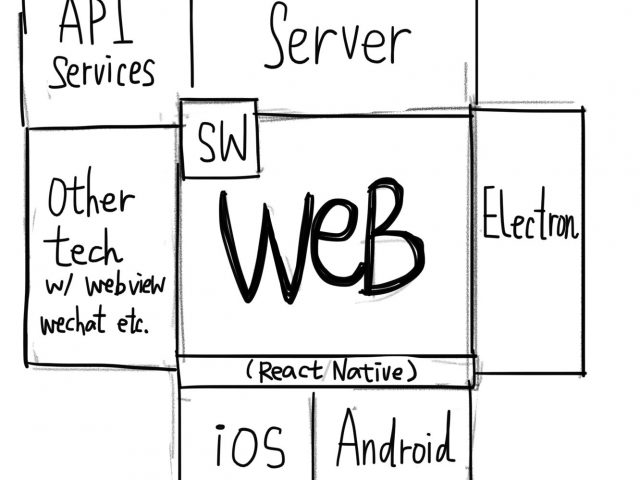 API
Services
Server
SW
WeB
Other
tech
w/ webview
wechat etc.
Electron
(React Native)
iOS
Android